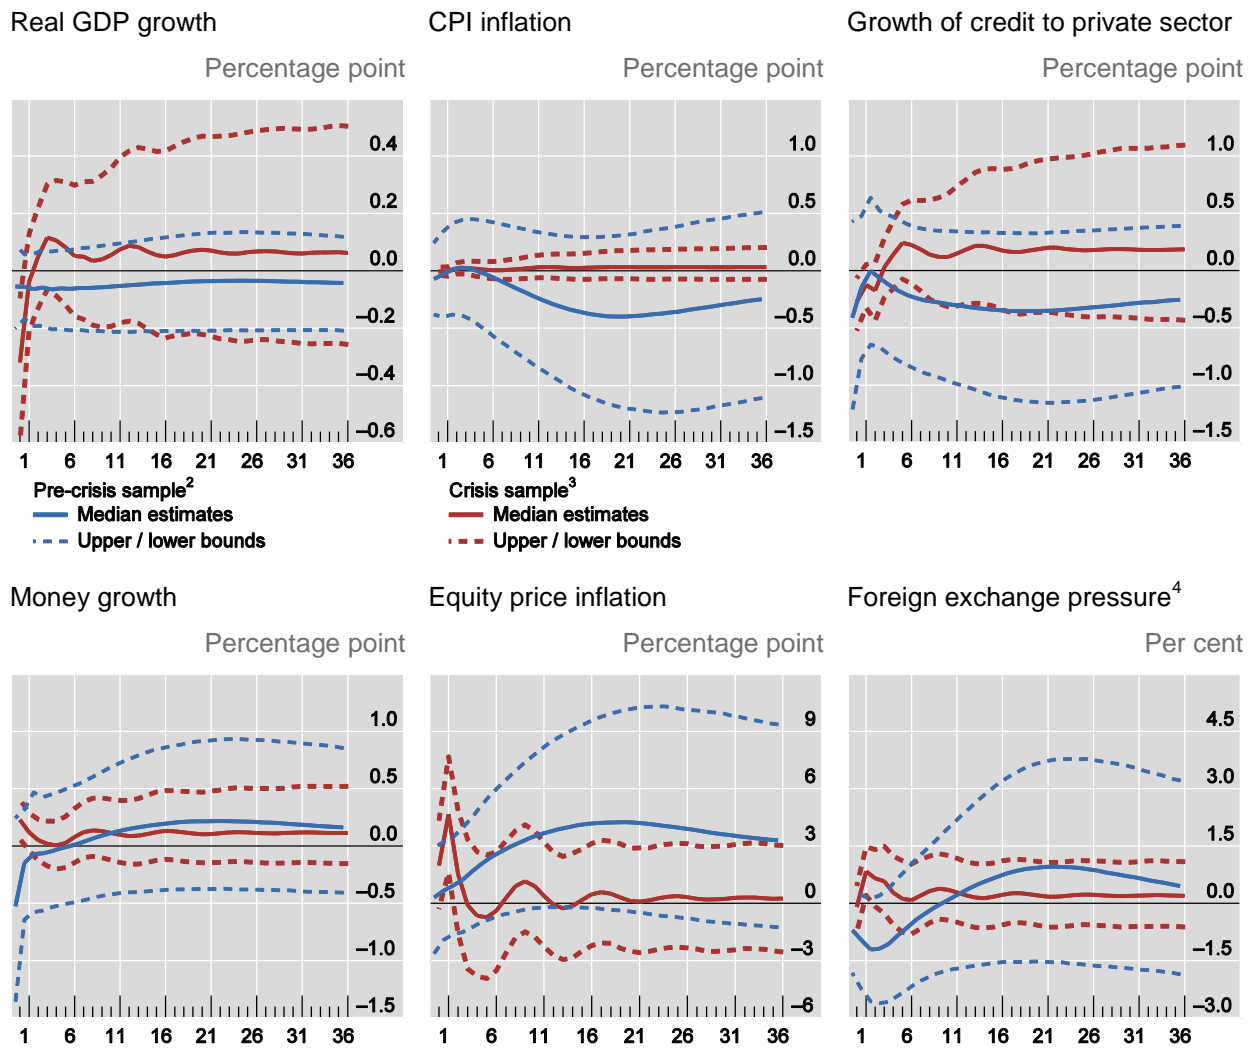 Real GDP growth
CPI inflation
Growth of credit to private sector
Percentage point
Percentage point
Percentage point
0.4
0.2
0.0
–0.2
–0.4
–0.6
1 6 11 16 21 26 31 36
1.0
0.5
0.0
–0.5
–1.0
–1.5
1 6 11 16 21 26 31 36
1.0
0.5
0.0
–0.5
–1.0
–1.5
1 6 11 16 21 26 31 36
Pre-crisis sample2
Median estimates
Upper / lower bounds
Crisis sample3
Median estimates
Upper / lower bounds
Money growth
Equity price inflation
Foreign exchange pressure4
Percentage point
Percentage point
Per cent
1.0
0.5
0.0
–0.5
–1.0
–1.5
1 6 11 16 21 26 31 36
9
6
3
0
–3
–6
1 6 11 16 21 26 31 36
4.5
3.0
1.5
0.0
–1.5
–3.0
1 6 11 16 21 26 31 36